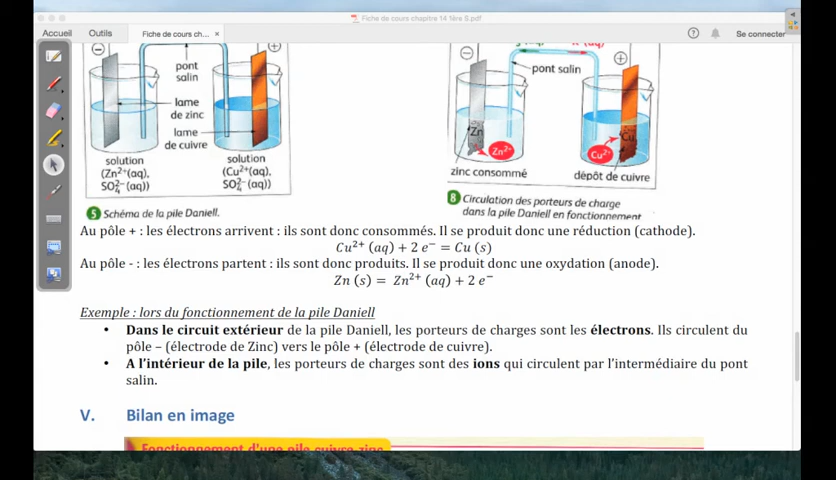 Fiche de cours chapitre 14 1ère S.pdf
Accueil
Outils
Fiche de cours ch...
×
Se connecter
pont
salin
lame
de zinc
lame
de cuivre
solution
(Zn²⁺(aq),
SO₄²⁻(aq))
solution
(Cu²⁺(aq),
SO₄²⁻(aq))
5 Schéma de la pile Daniell.
pont salin
Zn
Zn²⁺
Cu
Cu²⁺
zinc consommé
dépôt de cuivre
8 Circulation des porteurs de charge
dans la pile Daniell en fonctionnement
Au pôle + : les électrons arrivent : ils sont donc consommés. Il se produit donc une réduction (cathode).
Cu²⁺ (aq) + 2 e⁻ = Cu (s)
Au pôle - : les électrons partent : ils sont donc produits. Il se produit donc une oxydation (anode).
Zn (s) = Zn²⁺ (aq) + 2 e⁻
Exemple : lors du fonctionnement de la pile Daniell
• Dans le circuit extérieur de la pile Daniell, les porteurs de charges sont les électrons. Ils circulent du
pôle – (électrode de Zinc) vers le pôle + (électrode de cuivre).
• A l'intérieur de la pile, les porteurs de charges sont des ions qui circulent par l'intermédiaire du pont
salin.
V. Bilan en image
Fonctionnement d'une pile cuivre-zinc